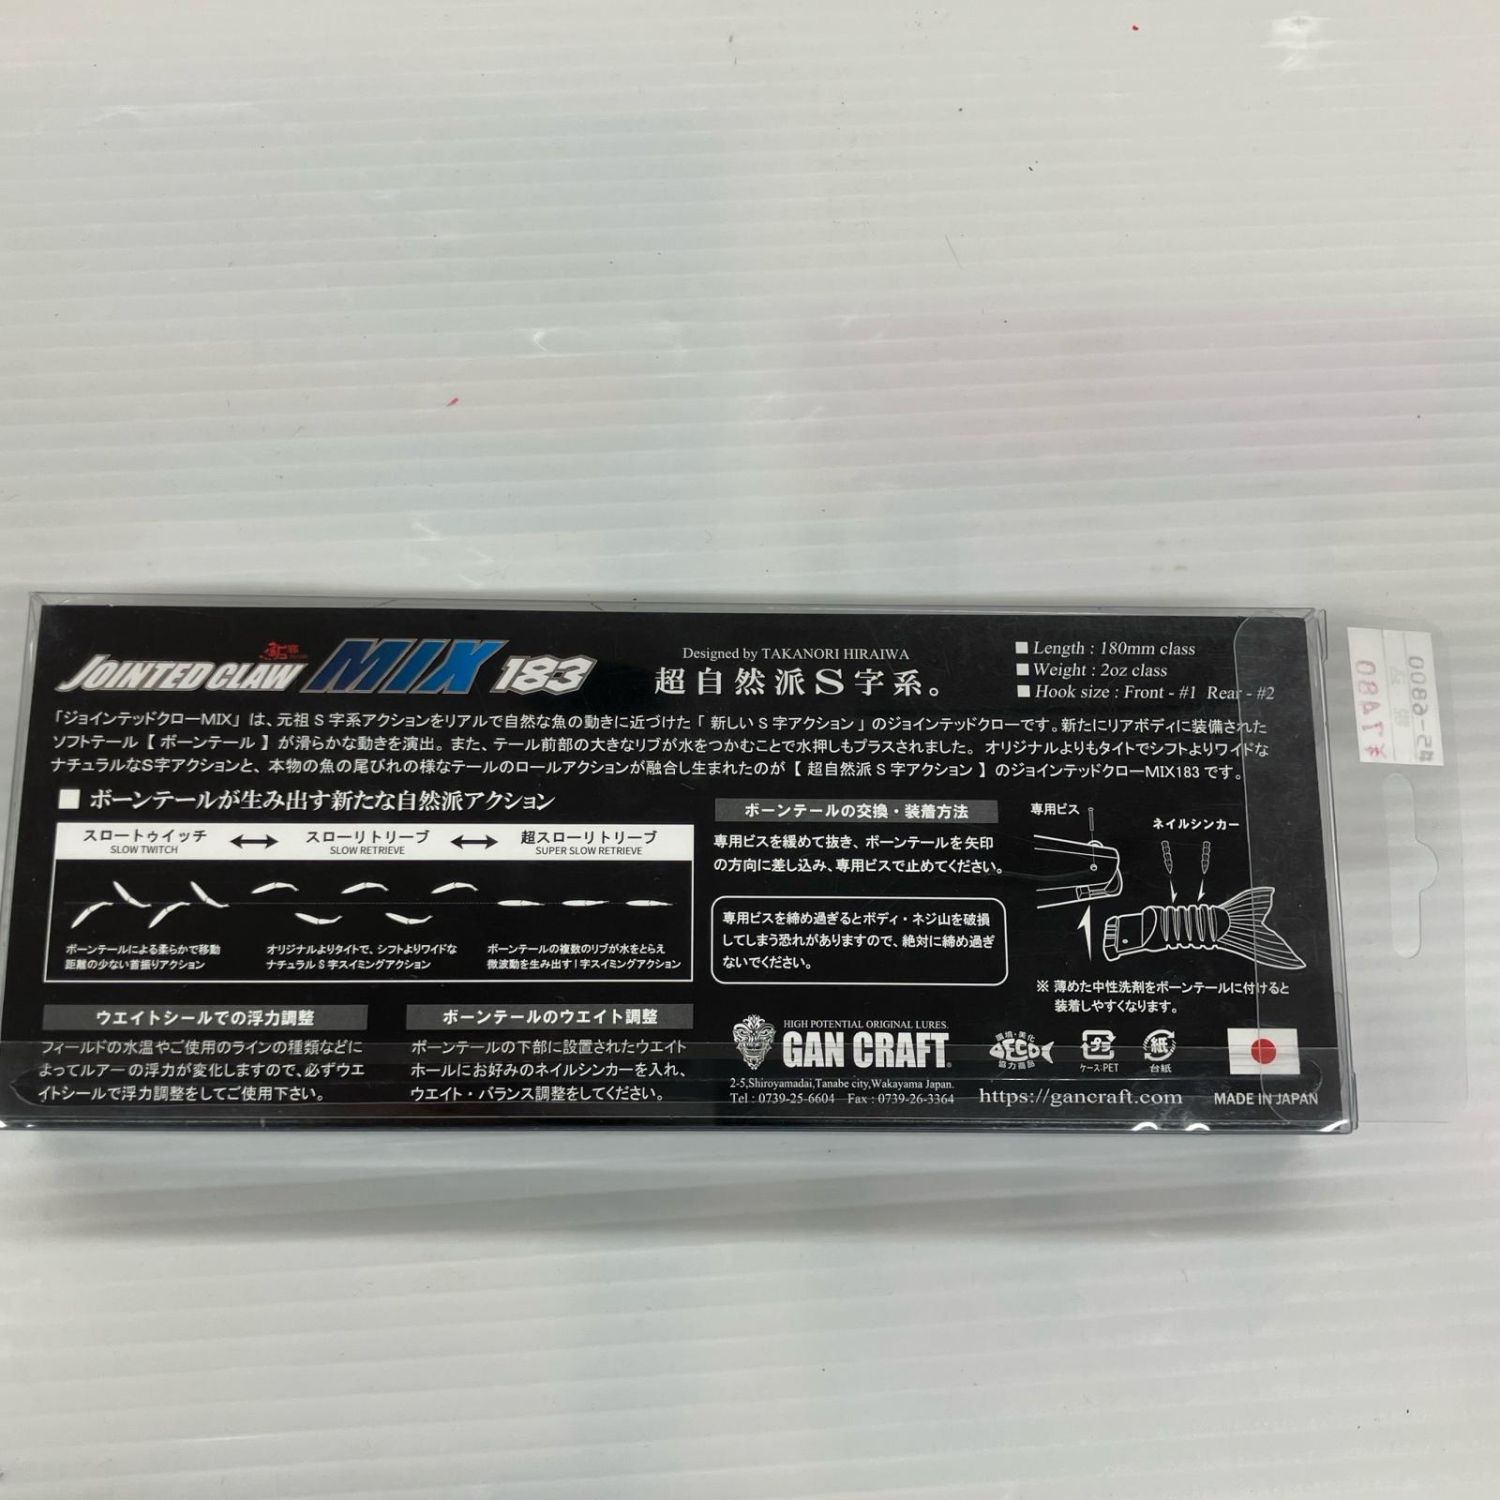 JOINTED CLAW MIX 183
Designed by TAKANORI HIRAIWA
超自然派S字系。
■ Length : 180mm class
■ Weight : 2oz class
■ Hook size : Front - #1 Rear - #2
「ジョインテッドクローMIX」は、元祖S字系アクションをリアルで自然な魚の動きに近づけた「 新しいS字アクション 」のジョインテッドクローです。新たにリアボディに装備された
ソフトテール【 ボーンテール 】が滑らかな動きを演出。また、テール前部の大きなリブが水をつかむことで水押しもプラスされました。オリジナルよりもタイトでシフトよりワイドな
ナチュラルなS字アクションと、本物の魚の尾びれの様なテールのロールアクションが融合し生まれたのが【 超自然派S字アクション 】のジョインテッドクローMIX183です。
■ ボーンテールが生み出す新たな自然派アクション
スロートゥイッチ ↔ スローリトリーブ ↔ 超スローリトリーブ
SLOW TWITCH SLOW RETRIEVE SUPER SLOW RETRIEVE
ボーンテールによる柔らかで移動
距離の少ない首振りアクション
オリジナルよりタイトで、シフトよりワイドな
ナチュラルS字スイミングアクション
ボーンテールの複数のリブが水をとらえ
微波動を生み出すI字スイミングアクション
ボーンテールの交換・装着方法
専用ビスを緩めて抜き、ボーンテールを矢印
の方向に差し込み、専用ビスで止めてください。
専用ビスを締め過ぎるとボディ・ネジ山を破損
してしまう恐れがありますので、絶対に締め過ぎ
ないでください。
専用ビス
ネイルシンカー
※ 薄めた中性洗剤をボーンテールに付けると
装着しやすくなります。
ウエイトシールでの浮力調整
フィールドの水温やご使用のラインの種類などに
よってルアーの浮力が変化しますので、必ずウエ
イトシールで浮力調整をしてご使用下さい。
ボーンテールのウエイト調整
ボーンテールの下部に設置されたウエイト
ホールにお好みのネイルシンカーを入れ、
ウエイト・バランス調整をしてください。
HIGH POTENTIAL ORIGINAL LURES.
GAN CRAFT
2-5,Shiroyamadai,Tanabe city,Wakayama Japan.
Tel : 0739-25-6604 Fax : 0739-26-3364
https://gancraft.com
環境・美化
ECO
協力商品
プラ
ケース:PET
紙
台紙
MADE IN JAPAN